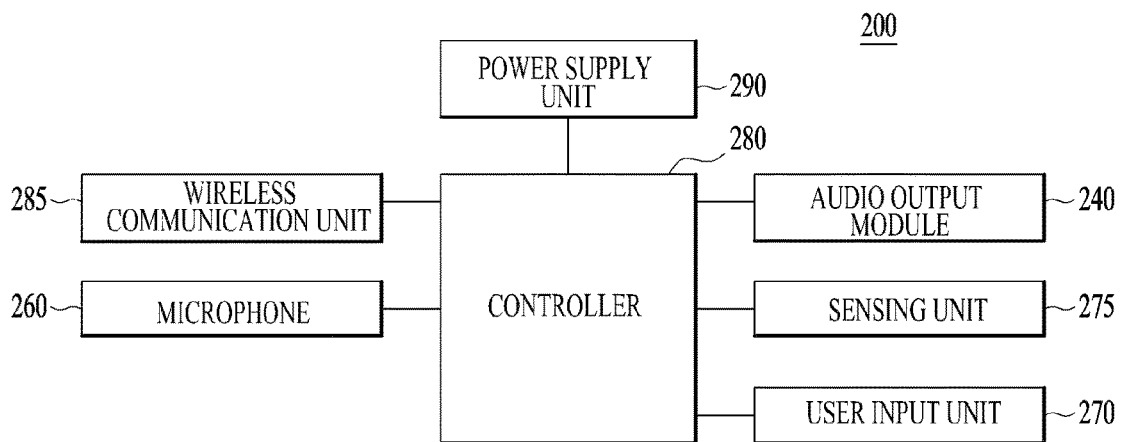 200
POWER SUPPLY
UNIT
290
280
285
WIRELESS
COMMUNICATION UNIT
AUDIO OUTPUT
MODULE
240
260
MICROPHONE
CONTROLLER
SENSING UNIT
275
USER INPUT UNIT
270